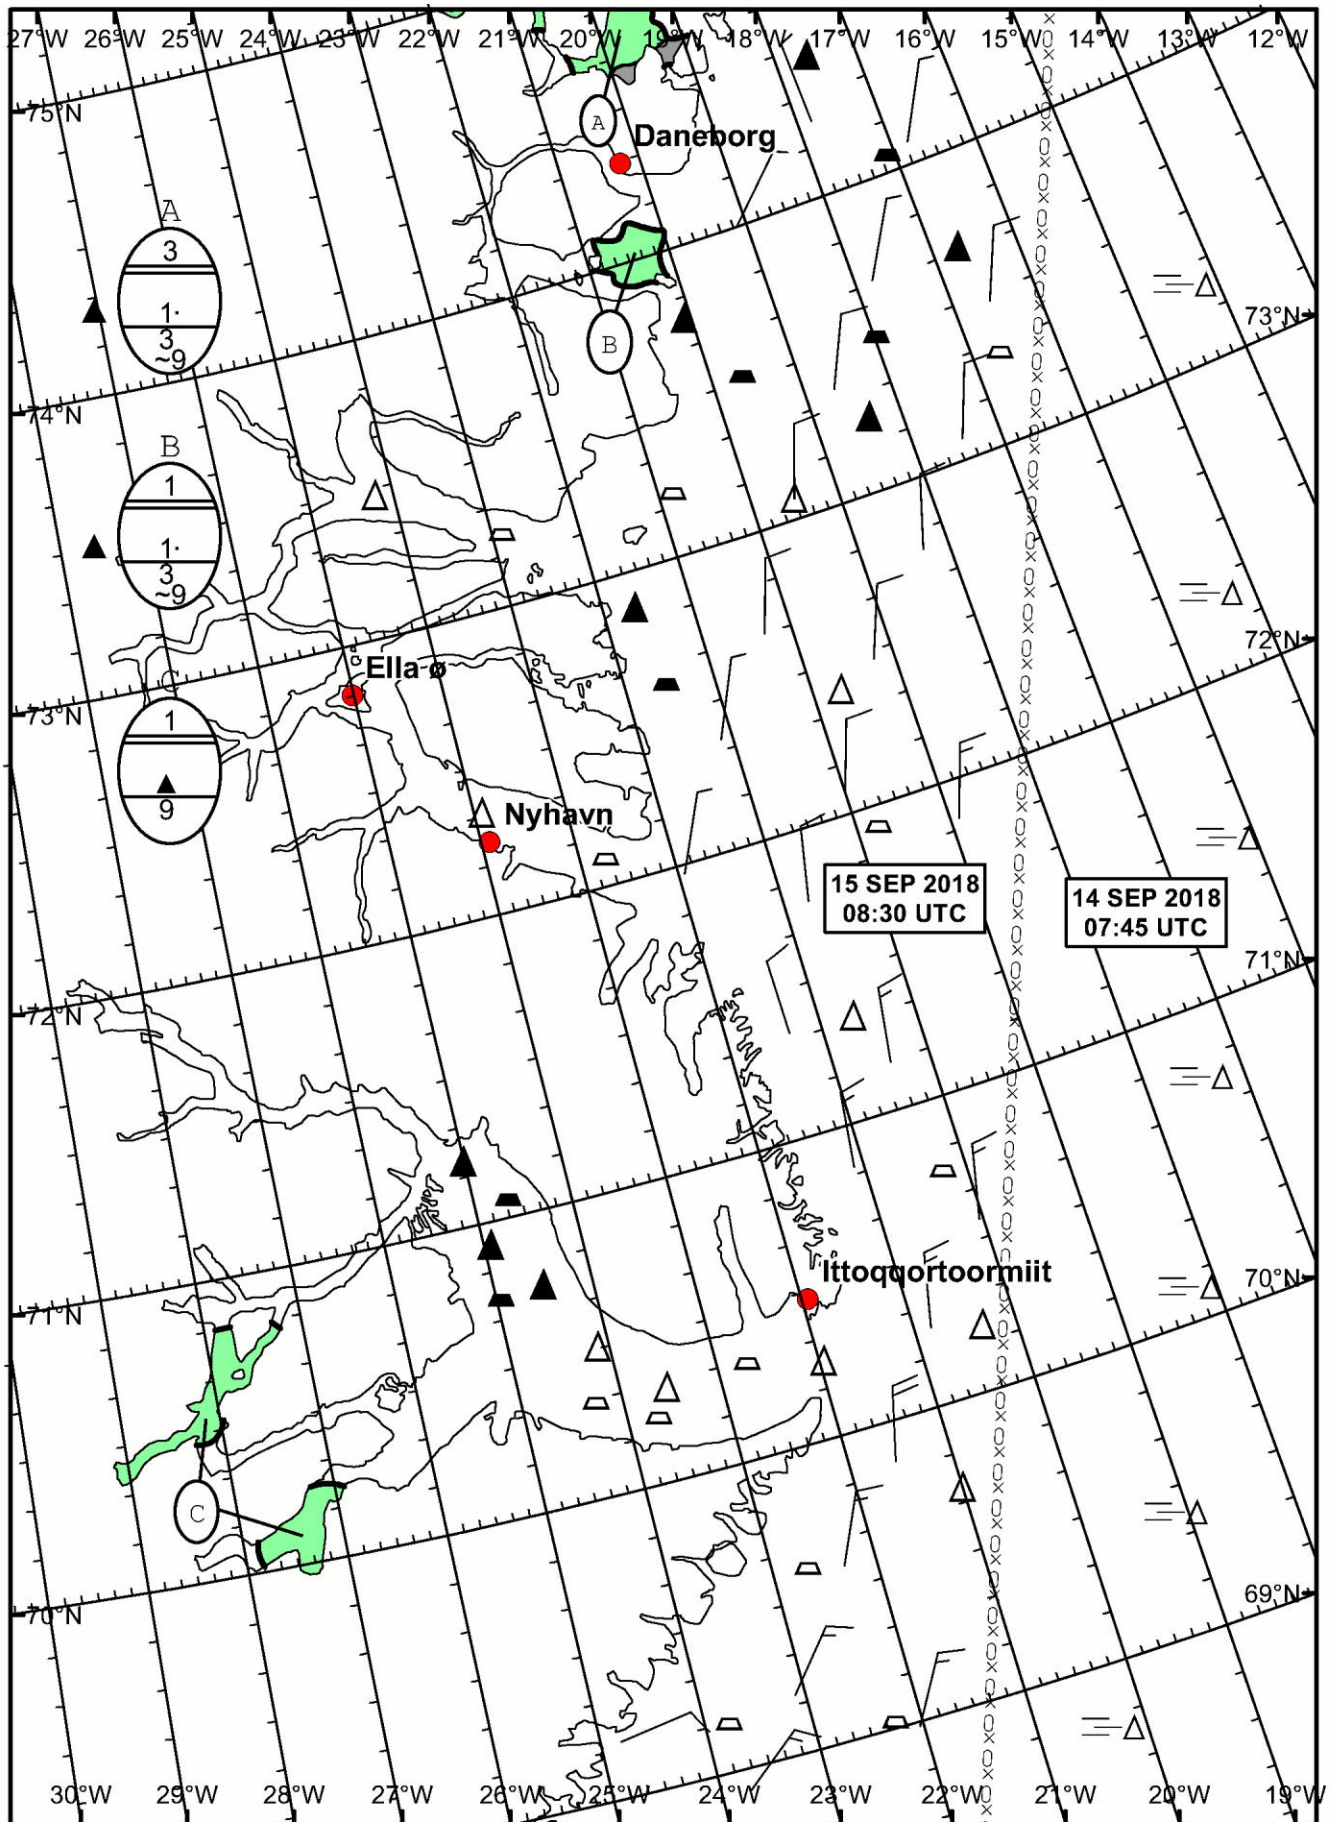 27°W 26°W 25°W 24°W 23°W 22°W 21°W 20°W 19°W 18°W 17°W 16°W 15°W 14°W 13°W 12°W
75°N
A
Daneborg
A
3
1·
3
~9
73°N
B
74°N
B
1
1·
3
~9
Ella ø
C
73°N
1
9
72°N
Nyhavn
15 SEP 2018
08:30 UTC
14 SEP 2018
07:45 UTC
71°N
72°N
Ittoqqortoormiit
70°N
71°N
C
70°N
69°N
30°W 29°W 28°W 27°W 26°W 25°W 24°W 23°W 22°W 21°W 20°W 19°W